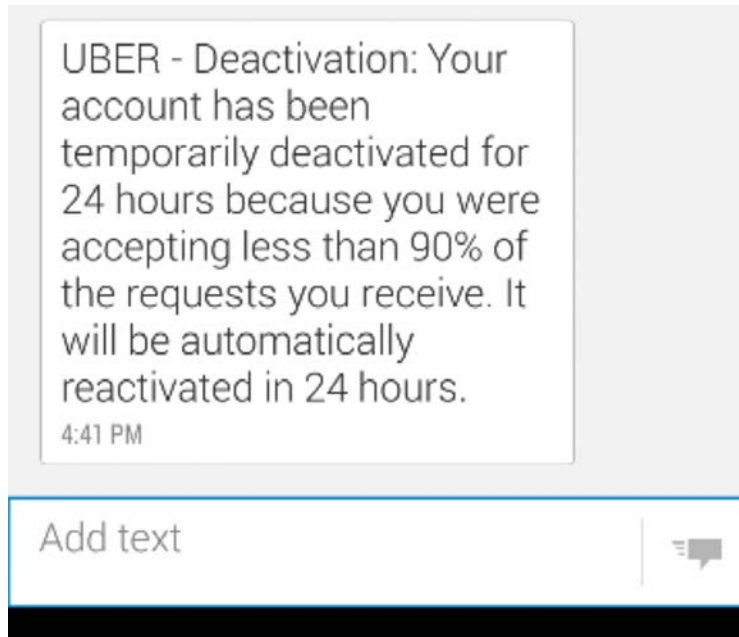 UBER - Deactivation: Your
account has been
temporarily deactivated for
24 hours because you were
accepting less than 90% of
the requests you receive. It
will be automatically
reactivated in 24 hours.
4:41 PM
Add text